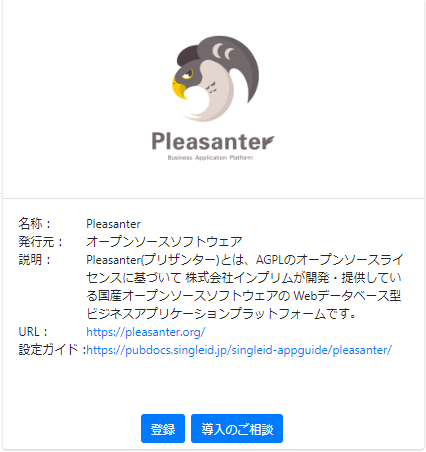 Pleasanter
Business Application Platform
名称： Pleasanter
発行元： オープンソースソフトウェア
説明： Pleasanter(プリザンター)とは、AGPLのオープンソースライ
センスに基づいて 株式会社インプリムが開発・提供してい
る国産オープンソースソフトウェアの Webデータベース型
ビジネスアプリケーションプラットフォームです。
URL： https://pleasanter.org/
設定ガイド：https://pubdocs.singleid.jp/singleid-appguide/pleasanter/
登録 導入のご相談